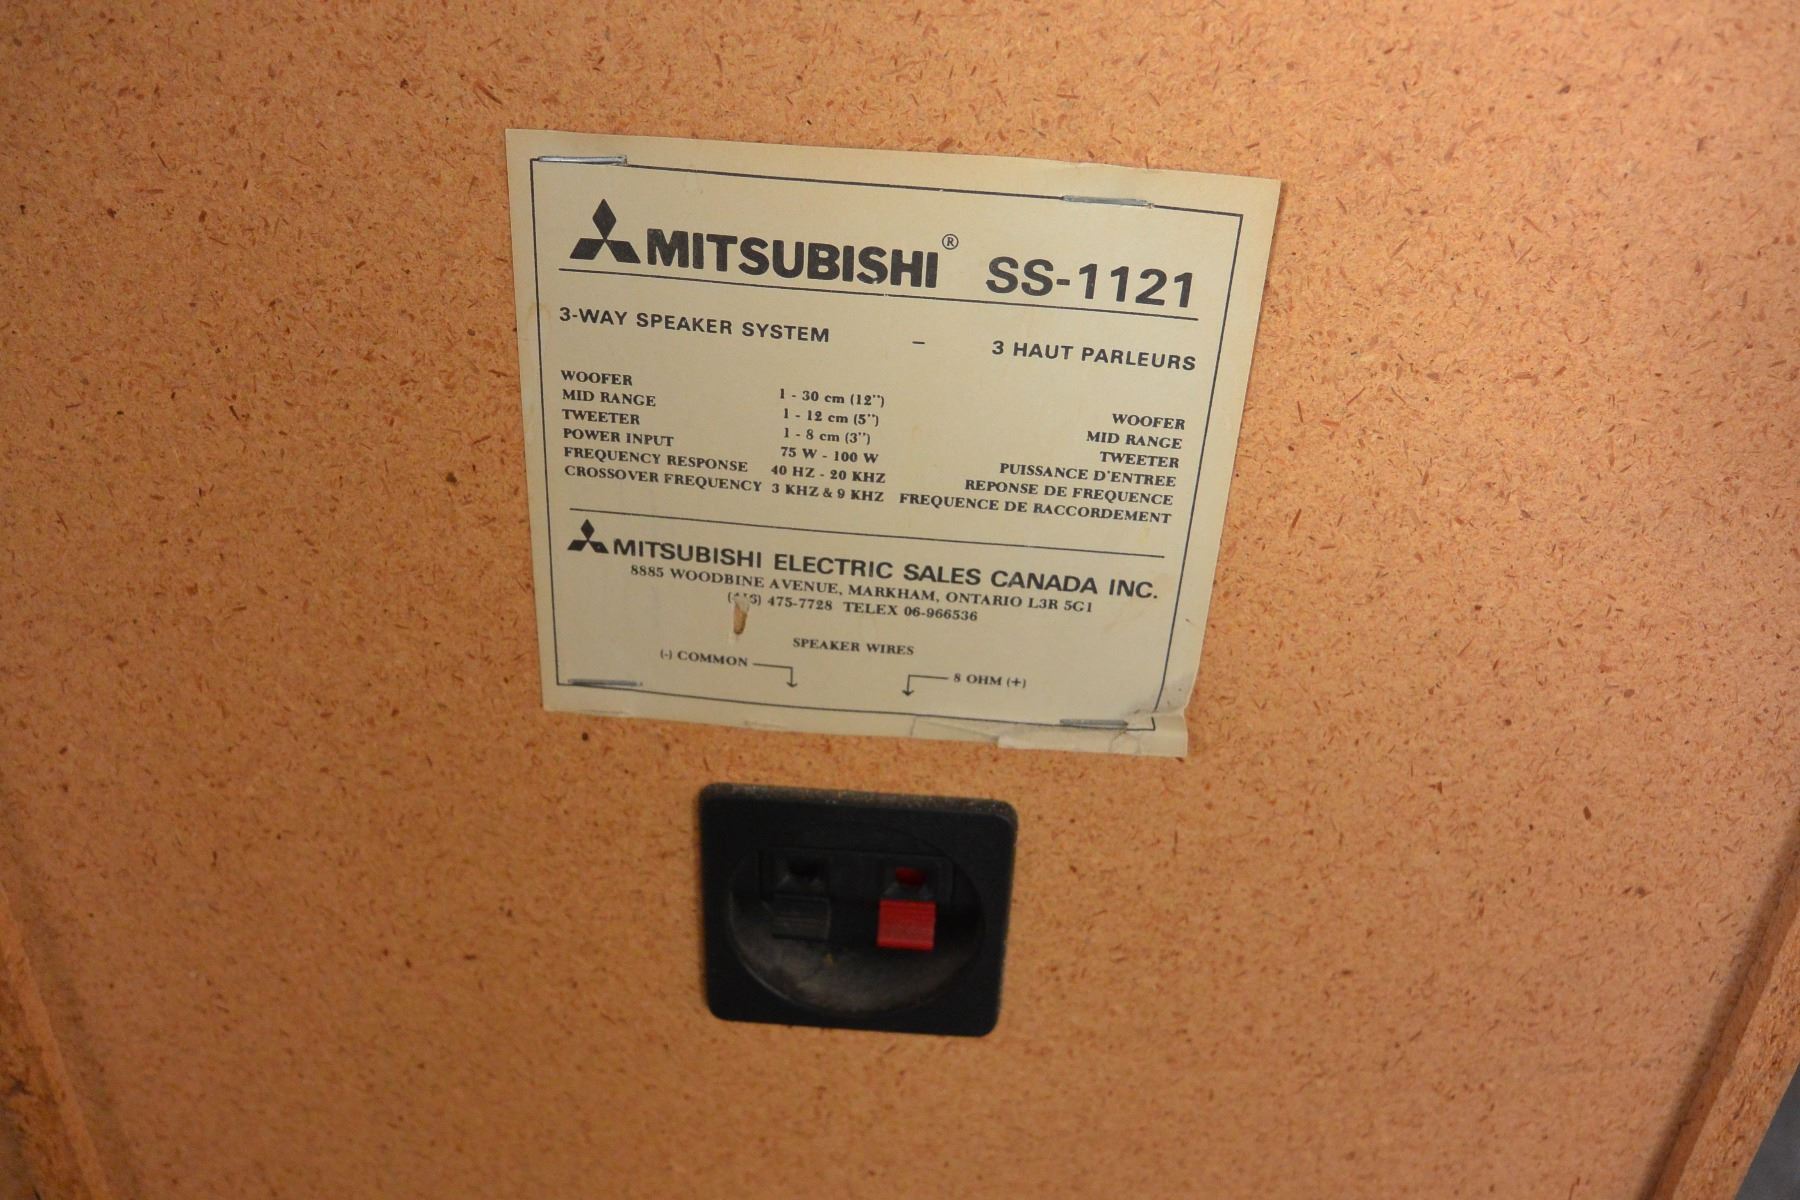 MITSUBISHI® SS-1121
3-WAY SPEAKER SYSTEM - 3 HAUT PARLEURS
WOOFER 1 - 30 cm (12") WOOFER
MID RANGE 1 - 12 cm (5") MID RANGE
TWEETER 1 - 8 cm (3") TWEETER
POWER INPUT 75 W - 100 W PUISSANCE D'ENTREE
FREQUENCY RESPONSE 40 HZ - 20 KHZ REPONSE DE FREQUENCE
CROSSOVER FREQUENCY 3 KHZ & 9 KHZ FREQUENCE DE RACCORDEMENT
MITSUBISHI ELECTRIC SALES CANADA INC.
8885 WOODBINE AVENUE, MARKHAM, ONTARIO L3R 5G1
475-7728 TELEX 06-966536
SPEAKER WIRES
(-) COMMON 8 OHM (+)